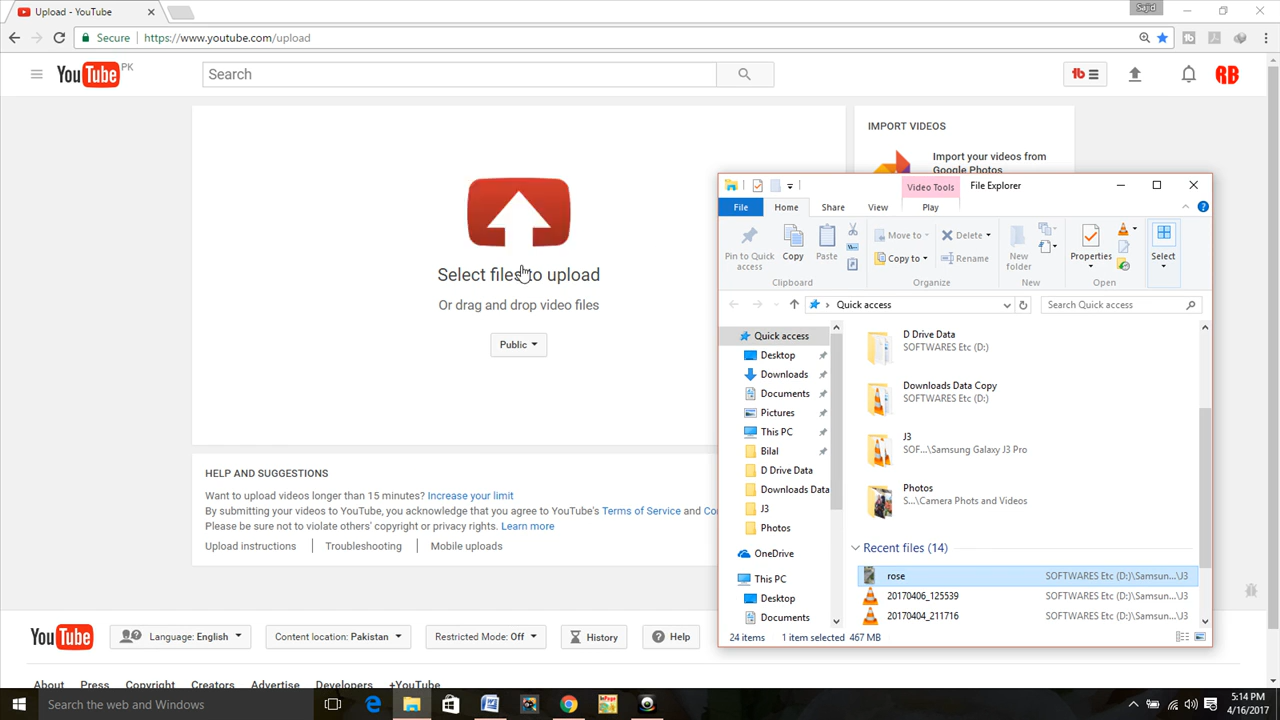 Upload - YouTube
Sajid
Secure
https://www.youtube.com/upload
YouTube PK
Search
tb
RB
IMPORT VIDEOS
Import your videos from
Google Photos
Select files to upload
Or drag and drop video files
Public
HELP AND SUGGESTIONS
Want to upload videos longer than 15 minutes? Increase your limit
By submitting your videos to YouTube, you acknowledge that you agree to YouTube's Terms of Service and
Please be sure not to violate others' copyright or privacy rights. Learn more
Upload instructions
Troubleshooting
Mobile uploads
YouTube
Language: English
Content location: Pakistan
Restricted Mode: Off
History
Help
About Press Copyright Creators Advertise Developers +YouTube
Video Tools
File Explorer
File
Home
Share
View
Play
Pin to Quick
access
Copy
Paste
Clipboard
Move to
Copy to
Delete
Rename
Organize
New
folder
New
Properties
Open
Select
Quick access
Search Quick access
Quick access
Desktop
Downloads
Documents
Pictures
This PC
Bilal
D Drive Data
Downloads Data
J3
Photos
OneDrive
This PC
Desktop
Documents
D Drive Data
SOFTWARES Etc (D:)
Downloads Data Copy
SOFTWARES Etc (D:)
J3
SOF...\Samsung Galaxy J3 Pro
Photos
S...\Camera Phots and Videos
Recent files (14)
rose SOFTWARES Etc (D:)\Samsun...\J3
20170406_125539 SOFTWARES Etc (D:)\Samsun...\J3
20170404_211716 SOFTWARES Etc (D:)\Samsun...\J3
24 items 1 item selected 467 MB
Search the web and Windows
InPage
5:14 PM
4/16/2017